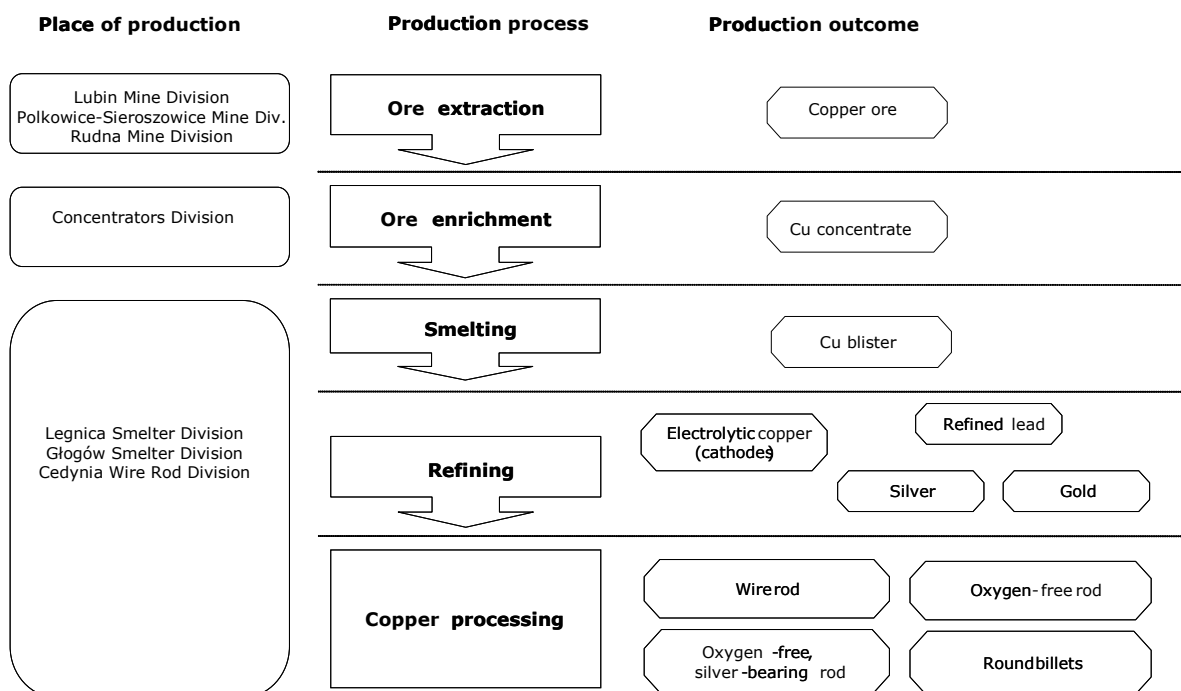 Place of production
Production process
Production outcome
Lubin Mine Division
Polkowice-Sieroszowice Mine Div.
Rudna Mine Division
Ore extraction
Copper ore
Concentrators Division
Ore enrichment
Cu concentrate
Smelting
Cu blister
Legnica Smelter Division
Głogów Smelter Division
Cedynia Wire Rod Division
Refining
Electrolytic copper
(cathodes)
Refined lead
Silver
Gold
Copper processing
Wire rod
Oxygen-free rod
Oxygen -free,
silver-bearing rod
Round billets